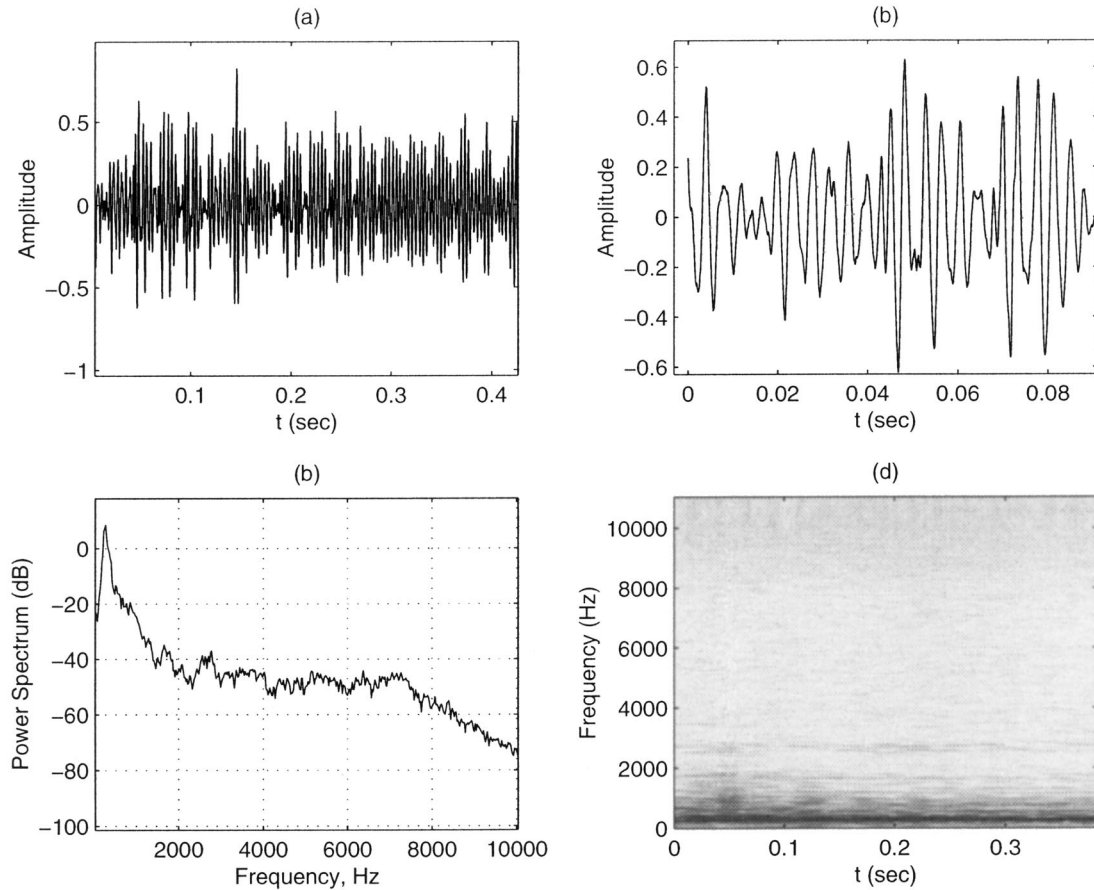 (a)
Amplitude
0.5
0
−0.5
−1
0.1 0.2 0.3 0.4
t (sec)
(b)
Amplitude
0.6
0.4
0.2
0
−0.2
−0.4
−0.6
0 0.02 0.04 0.06 0.08
t (sec)
(b)
Power Spectrum (dB)
0
−20
−40
−60
−80
−100
2000 4000 6000 8000 10000
Frequency, Hz
(d)
Frequency (Hz)
10000
8000
6000
4000
2000
0
0 0.1 0.2 0.3
t (sec)